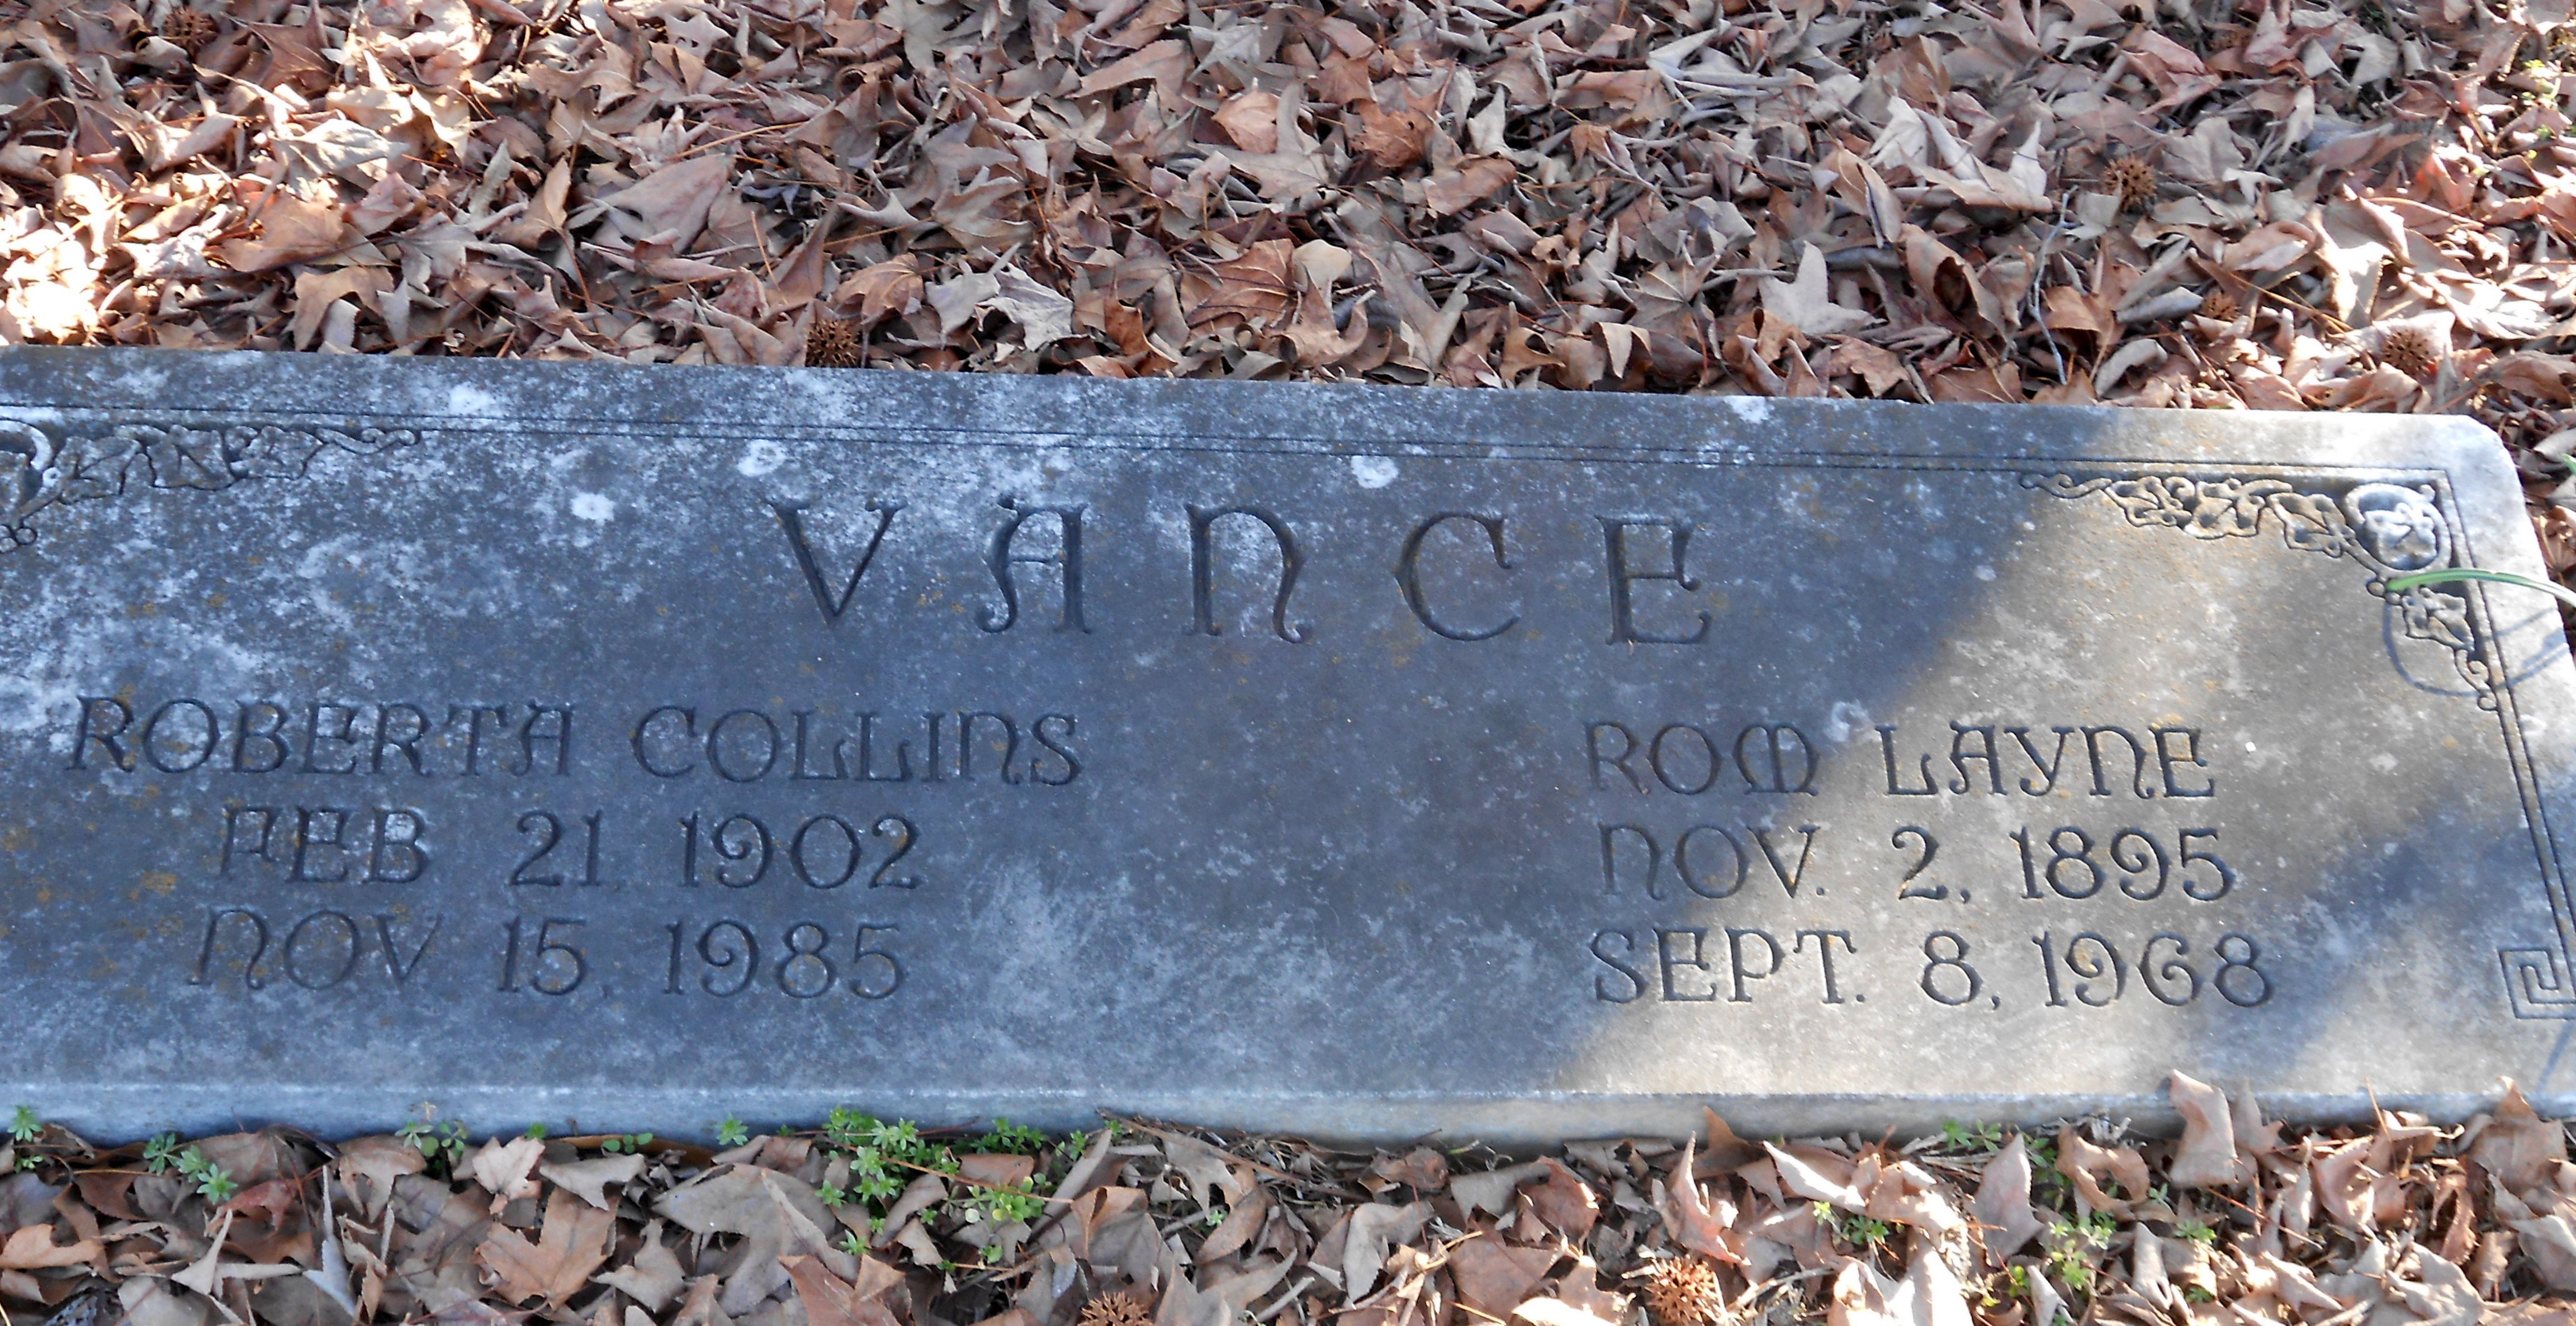 VANCE
ROBERTA COLLINS
FEB 21, 1902
NOV 15, 1985
ROM LAYNE
NOV. 2, 1895
SEPT. 8, 1968